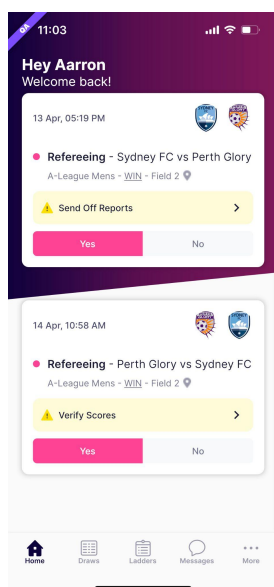 QA
11:03
Hey Aarron
Welcome back!
13 Apr, 05:19 PM
Refereeing - Sydney FC vs Perth Glory
A-League Mens - WIN - Field 2
Send Off Reports
Yes No
14 Apr, 10:58 AM
Refereeing - Perth Glory vs Sydney FC
A-League Mens - WIN - Field 2
Verify Scores
Yes No
Home Draws Ladders Messages More